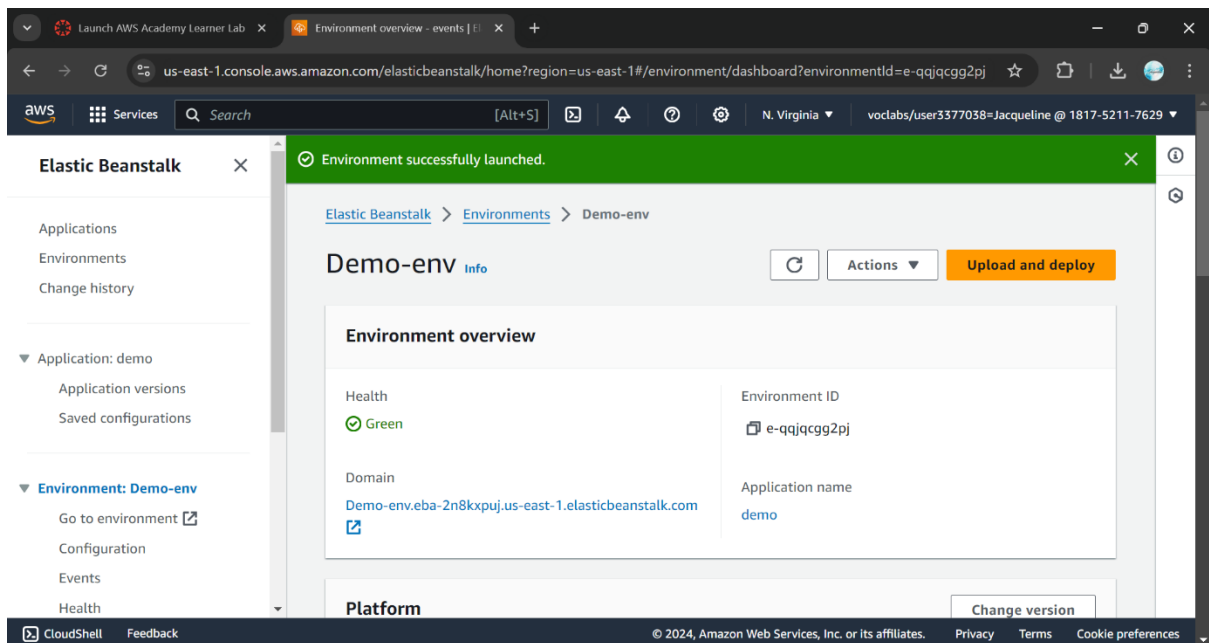 Launch AWS Academy Learner Lab
Environment overview - events | El
us-east-1.console.aws.amazon.com/elasticbeanstalk/home?region=us-east-1#/environment/dashboard?environmentId=e-qqjqcgg2pj
aws
Services
Search
[Alt+S]
N. Virginia
voclabs/user3377038=Jacqueline @ 1817-5211-7629
Elastic Beanstalk
Applications
Environments
Change history
Application: demo
Application versions
Saved configurations
Environment: Demo-env
Go to environment
Configuration
Events
Health
Environment successfully launched.
Elastic Beanstalk > Environments > Demo-env
Demo-env Info
Actions
Upload and deploy
Environment overview
Health
Green
Environment ID
e-qqjqcgg2pj
Domain
Demo-env.eba-2n8kxpuj.us-east-1.elasticbeanstalk.com
Application name
demo
Platform
Change version
CloudShell
Feedback
© 2024, Amazon Web Services, Inc. or its affiliates.
Privacy
Terms
Cookie preferences